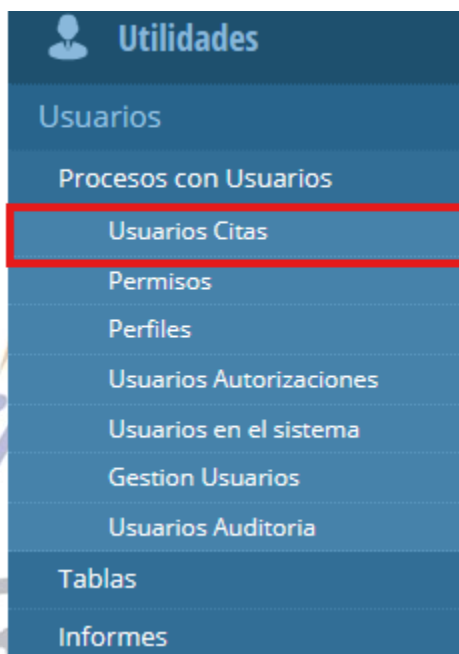 Utilidades
Usuarios
Procesos con Usuarios
Usuarios Citas
Permisos
Perfiles
Usuarios Autorizaciones
Usuarios en el sistema
Gestion Usuarios
Usuarios Auditoria
Tablas
Informes